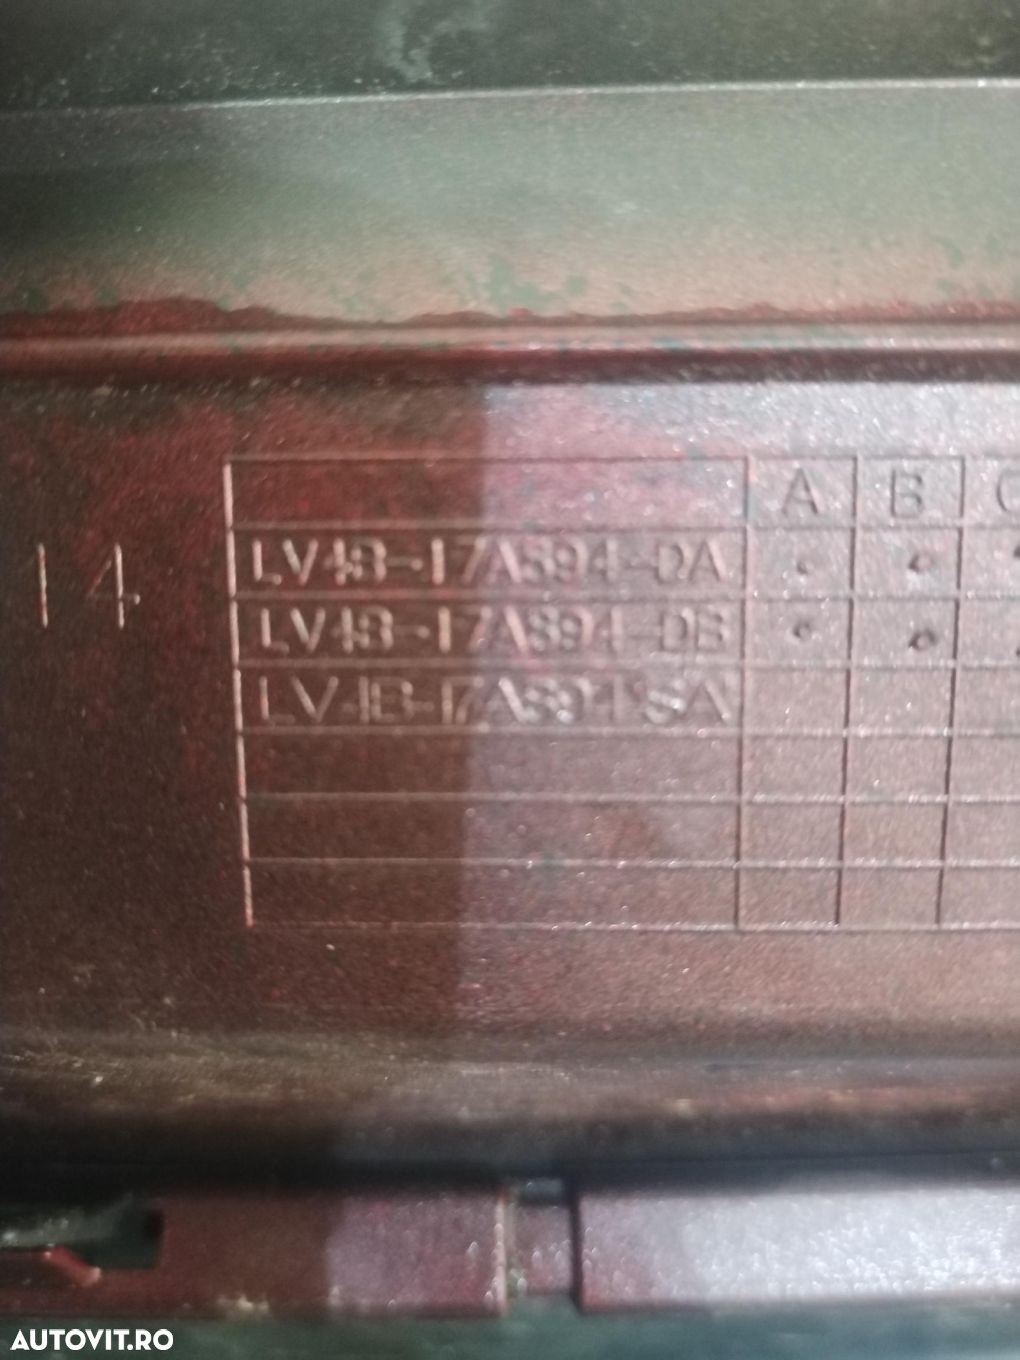 A B C
LV4B-17A894-DA
14
LV4B-17A894-DB
LV4B-17A894-SA
AUTOVIT.RO